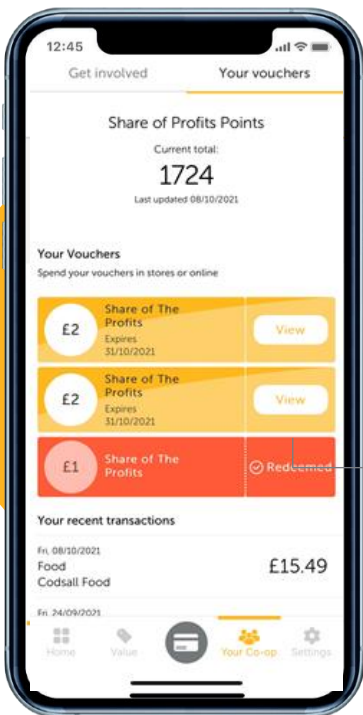 12:45
Get involved
Your vouchers
Share of Profits Points
Current total:
1724
Last updated 08/10/2021
Your Vouchers
Spend your vouchers in stores or online
£2
Share of The
Profits
Expires
31/10/2021
View
£2
Share of The
Profits
Expires
31/10/2021
View
£1
Share of The
Profits
Redeemed
Your recent transactions
Fri, 08/10/2021
Food
Codsall Food
£15.49
Fri, 24/09/2021
Home
Value
Your Co-op
Settings